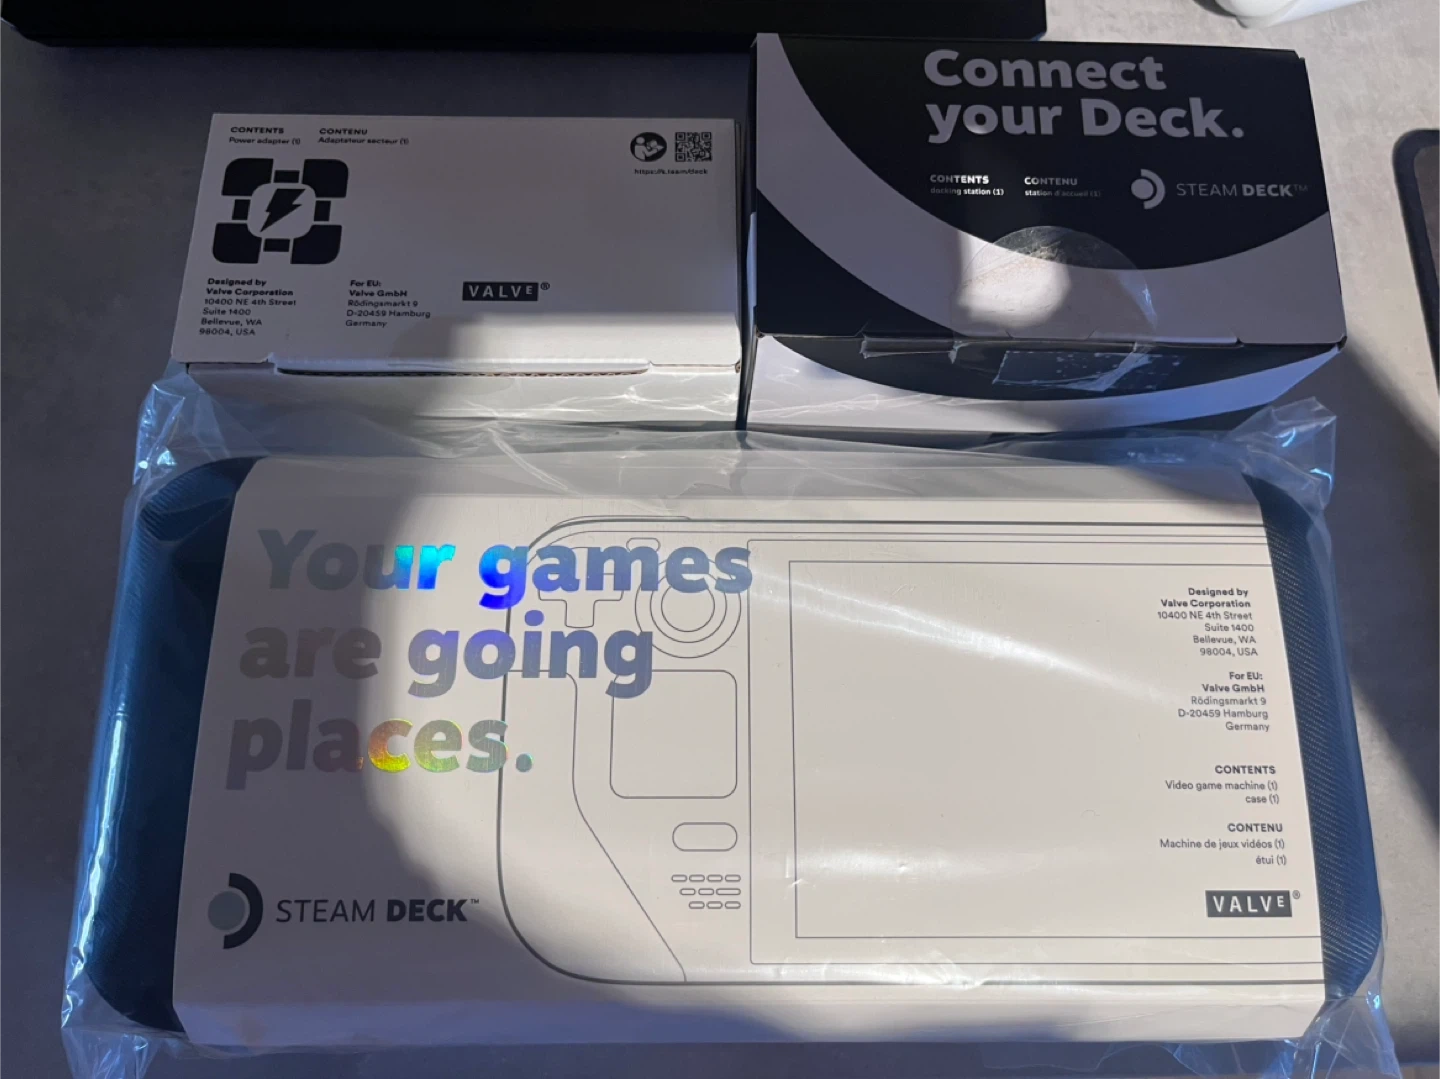 CONTENTS
Power adapter (1)
CONTENU
Adaptateur secteur (1)
Designed by
Valve Corporation
10400 NE 4th Street
Suite 1400
Bellevue, WA
98004, USA
For EU:
Valve GmbH
Rödingsmarkt 9
D-20459 Hamburg
Germany
VALVE®
Connect
your Deck.
CONTENTS
docking station (1)
CONTENU
station d'accueil (1)
STEAM DECK™
Your games
are going
places.
STEAM DECK™
Designed by
Valve Corporation
10400 NE 4th Street
Suite 1400
Bellevue, WA
98004, USA
For EU:
Valve GmbH
Rödingsmarkt 9
D-20459 Hamburg
Germany
CONTENTS
Video game machine (1)
case (1)
CONTENU
Machine de jeux vidéos (1)
étui (1)
VALVE®